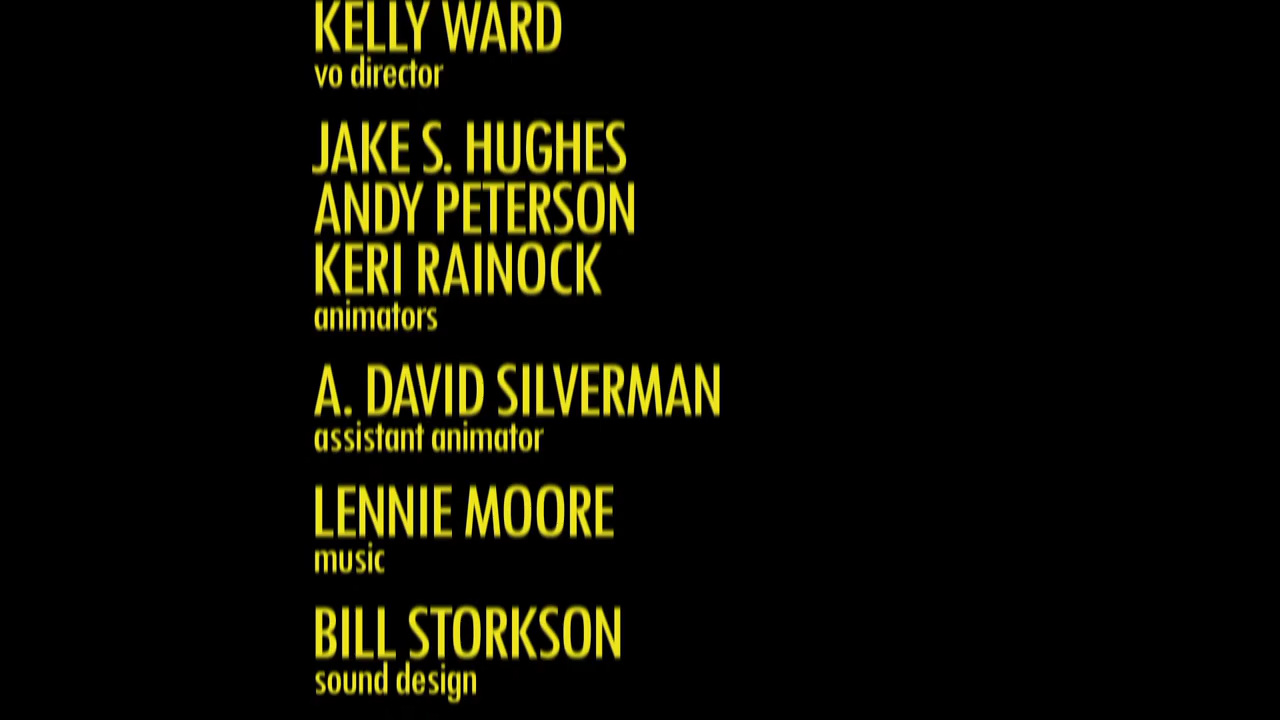 KELLY WARD
vo director
JAKE S. HUGHES
ANDY PETERSON
KERI RAINOCK
animators
A. DAVID SILVERMAN
assistant animator
LENNIE MOORE
music
BILL STORKSON
sound design